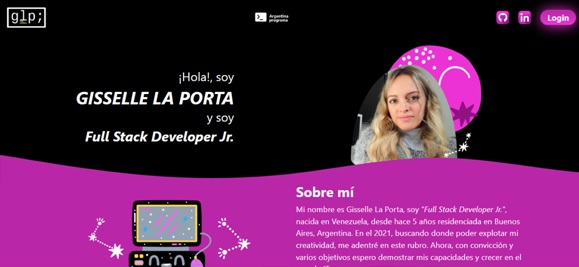 glp;
Argentina
programa
Login
¡Hola!, soy
GISSELLE LA PORTA
y soy
Full Stack Developer Jr.
Sobre mí
Mi nombre es Gisselle La Porta, soy "Full Stack Developer Jr.",
nacida en Venezuela, desde hace 5 años residenciada en Buenos
Aires, Argentina. En el 2021, buscando donde poder explotar mi
creatividad, me adentré en este rubro. Ahora, con convicción y
varios objetivos espero demostrar mis capacidades y crecer en el